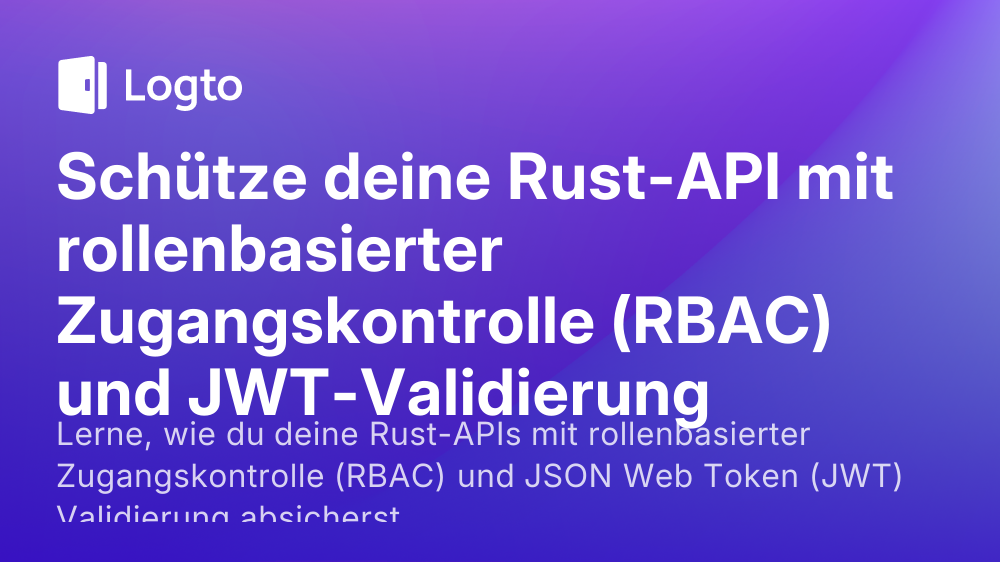 Logto
Schütze deine Rust-API mit
rollenbasierter
Zugangskontrolle (RBAC)
und JWT-Validierung
Lerne, wie du deine Rust-APIs mit rollenbasierter
Zugangskontrolle (RBAC) und JSON Web Token (JWT)
Validierung absicherst